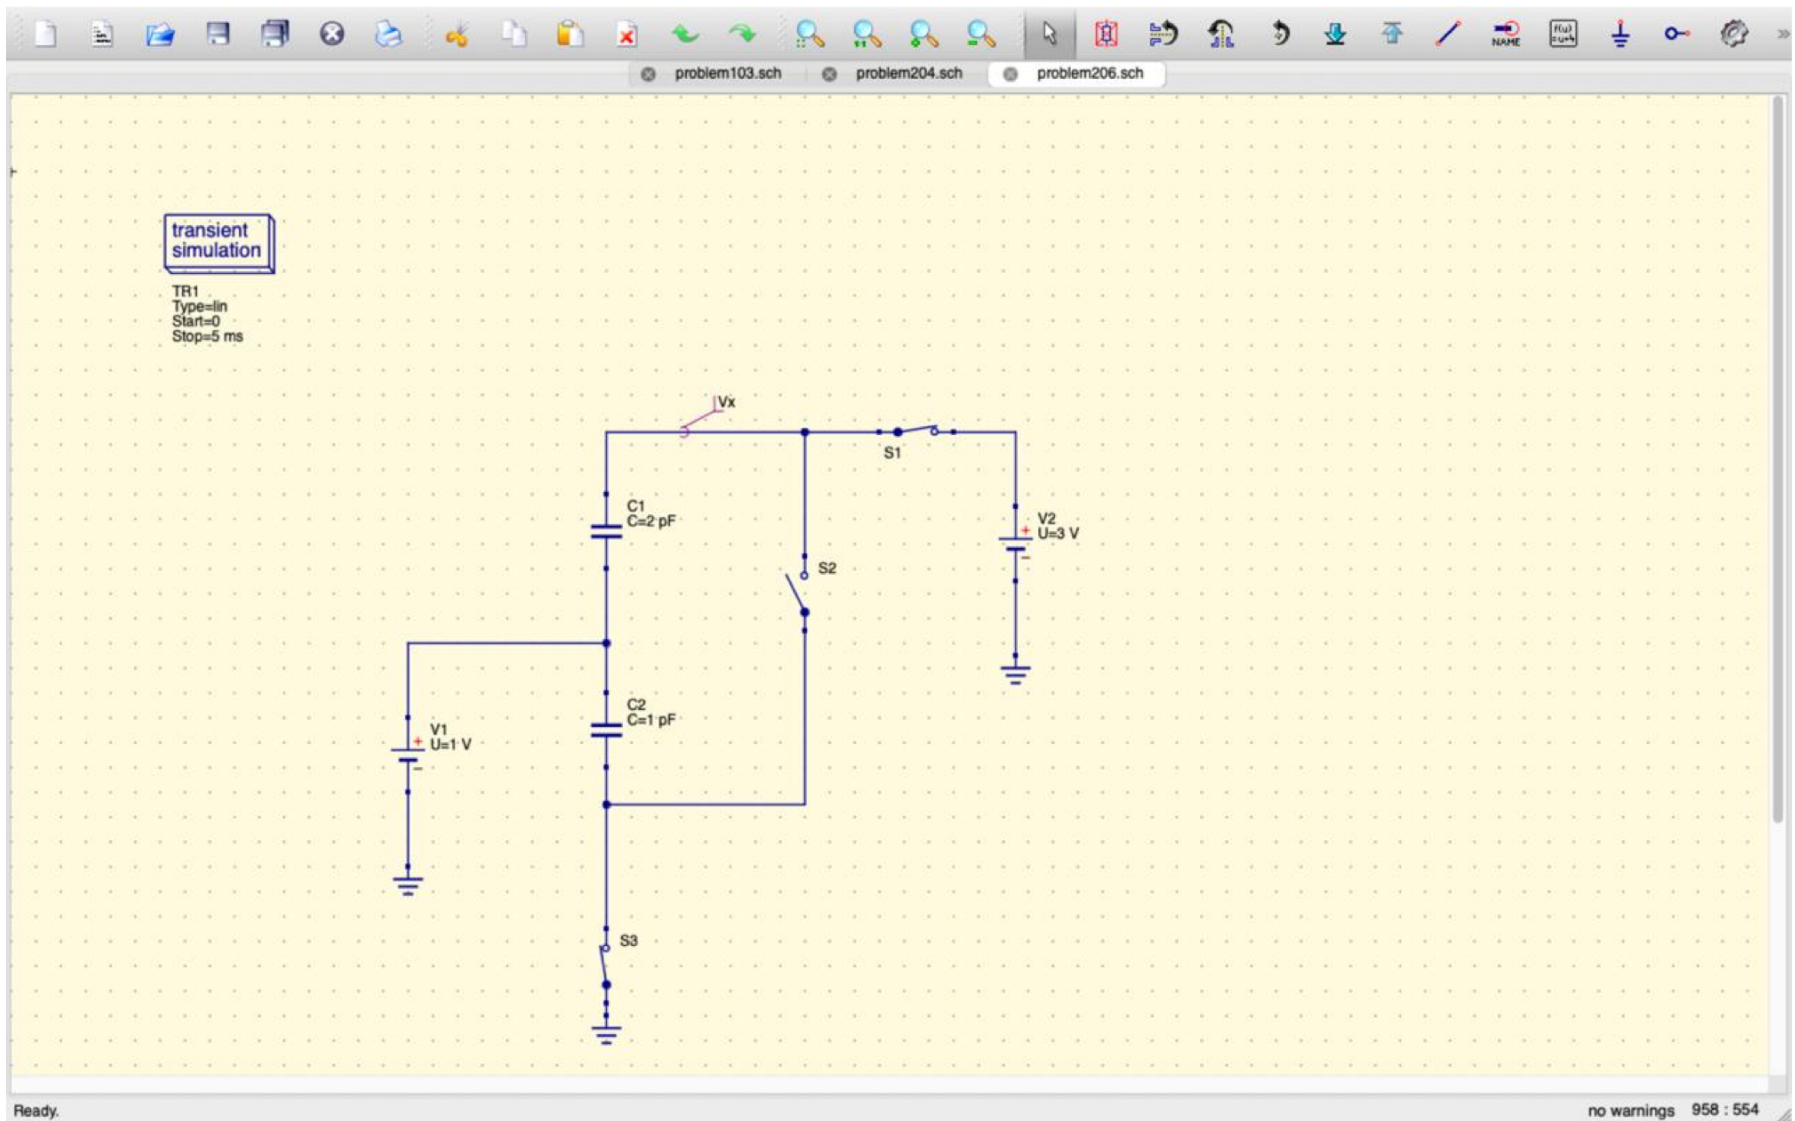 NAME
problem103.sch
problem204.sch
problem206.sch
transient
simulation
TR1
Type=lin
Start=0
Stop=5 ms
Vx
S1
C1
C=2 pF
V2
U=3 V
S2
C2
C=1 pF
V1
U=1 V
S3
Ready.
no warnings 958 : 554